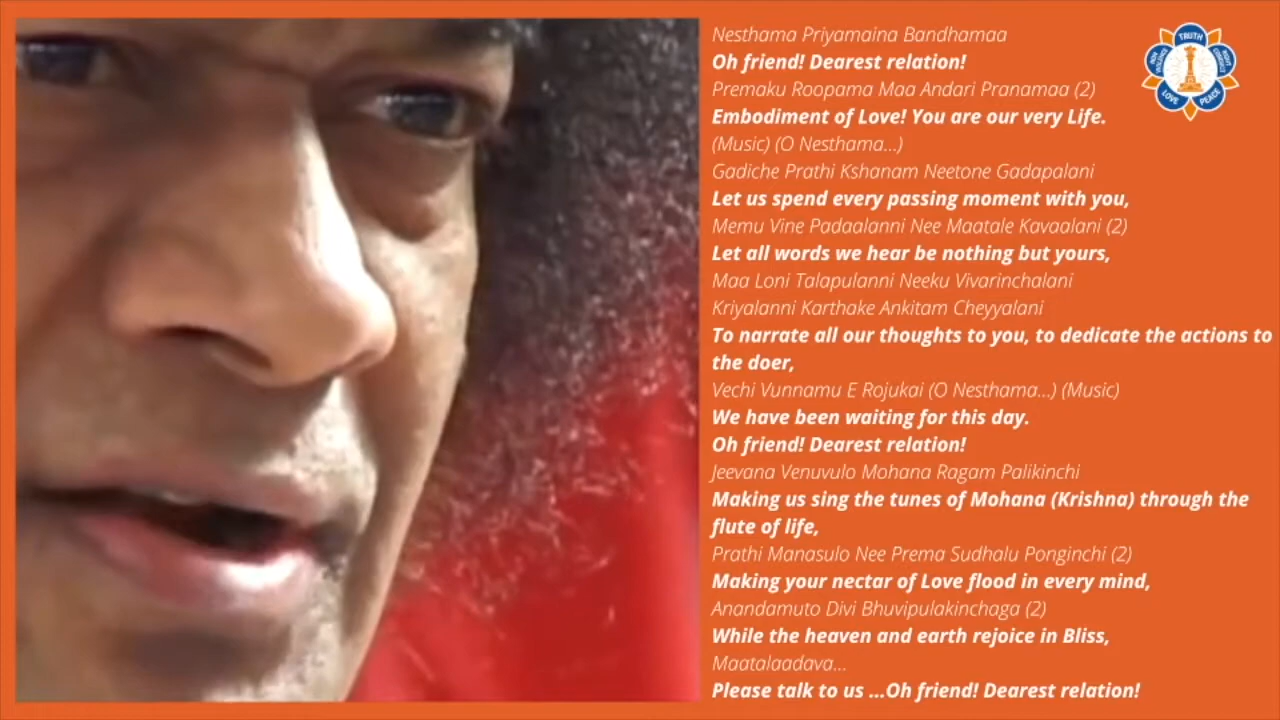 Nesthama Priyamaina Bandhamaa
Oh friend! Dearest relation!
Premaku Roopama Maa Andari Pranamaa (2)
Embodiment of Love! You are our very Life.
(Music) (O Nesthama...)
Gadiche Prathi Kshanam Neetone Gadapalani
Let us spend every passing moment with you,
Memu Vine Padaalanni Nee Maatale Kavaalani (2)
Let all words we hear be nothing but yours,
Maa Loni Talapulanni Neeku Vivarinchalani
Kriyalanni Karthake Ankitam Cheyyalani
To narrate all our thoughts to you, to dedicate the actions to
the doer,
Vechi Vunnamu E Rojukai (O Nesthama...) (Music)
We have been waiting for this day.
Oh friend! Dearest relation!
Jeevana Venuvulo Mohana Ragam Palikinchi
Making us sing the tunes of Mohana (Krishna) through the
flute of life,
Prathi Manasulo Nee Prema Sudhalu Ponginchi (2)
Making your nectar of Love flood in every mind,
Anandamuto Divi Bhuvipulakinchaga (2)
While the heaven and earth rejoice in Bliss,
Maatalaadava...
Please talk to us ...Oh friend! Dearest relation!
TRUTH
RIGHT CONDUCT
PEACE
LOVE
NON VIOLENCE